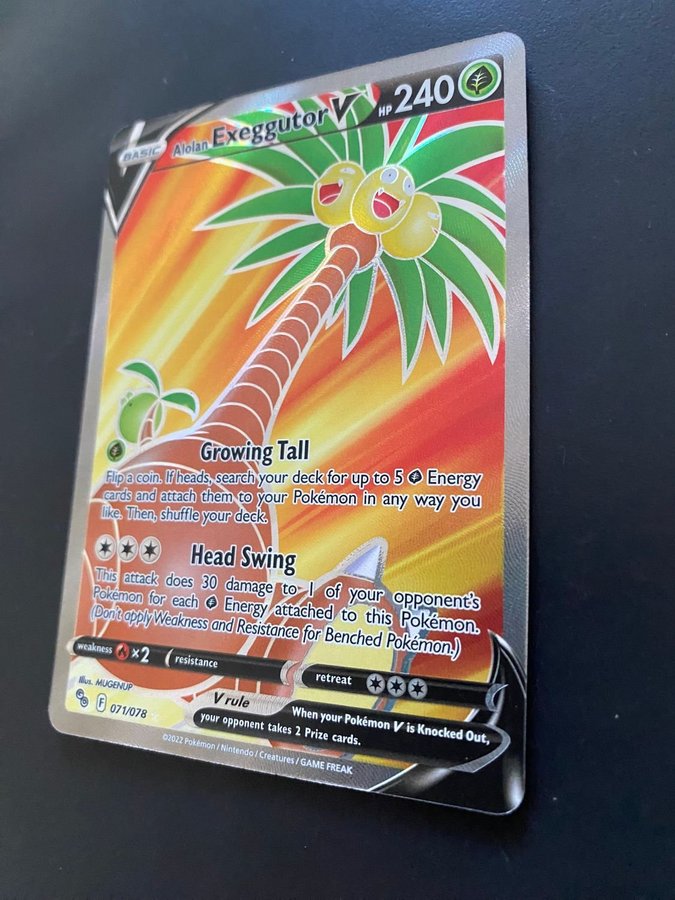 BASIC Alolan Exeggutor V HP 240
Growing Tall
Flip a coin. If heads, search your deck for up to 5 Energy
cards and attach them to your Pokémon in any way you
like. Then, shuffle your deck.
Head Swing
This attack does 30 damage to 1 of your opponent's
Pokémon for each Energy attached to this Pokémon.
(Don't apply Weakness and Resistance for Benched Pokémon.)
weakness ×2 resistance retreat
Illus. MUGENUP
F 071/078
V rule
When your Pokémon V is Knocked Out,
your opponent takes 2 Prize cards.
©2022 Pokémon / Nintendo / Creatures / GAME FREAK